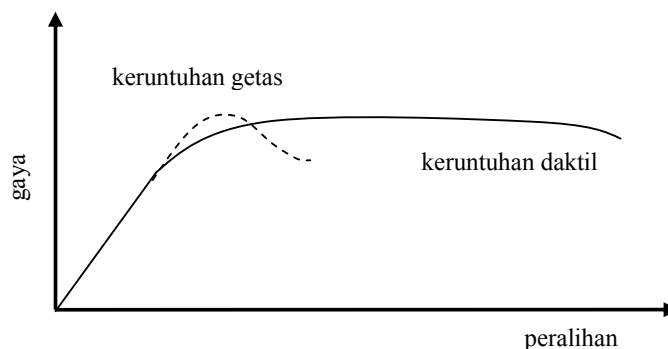 keruntuhan getas
gaya
keruntuhan daktil
peralihan